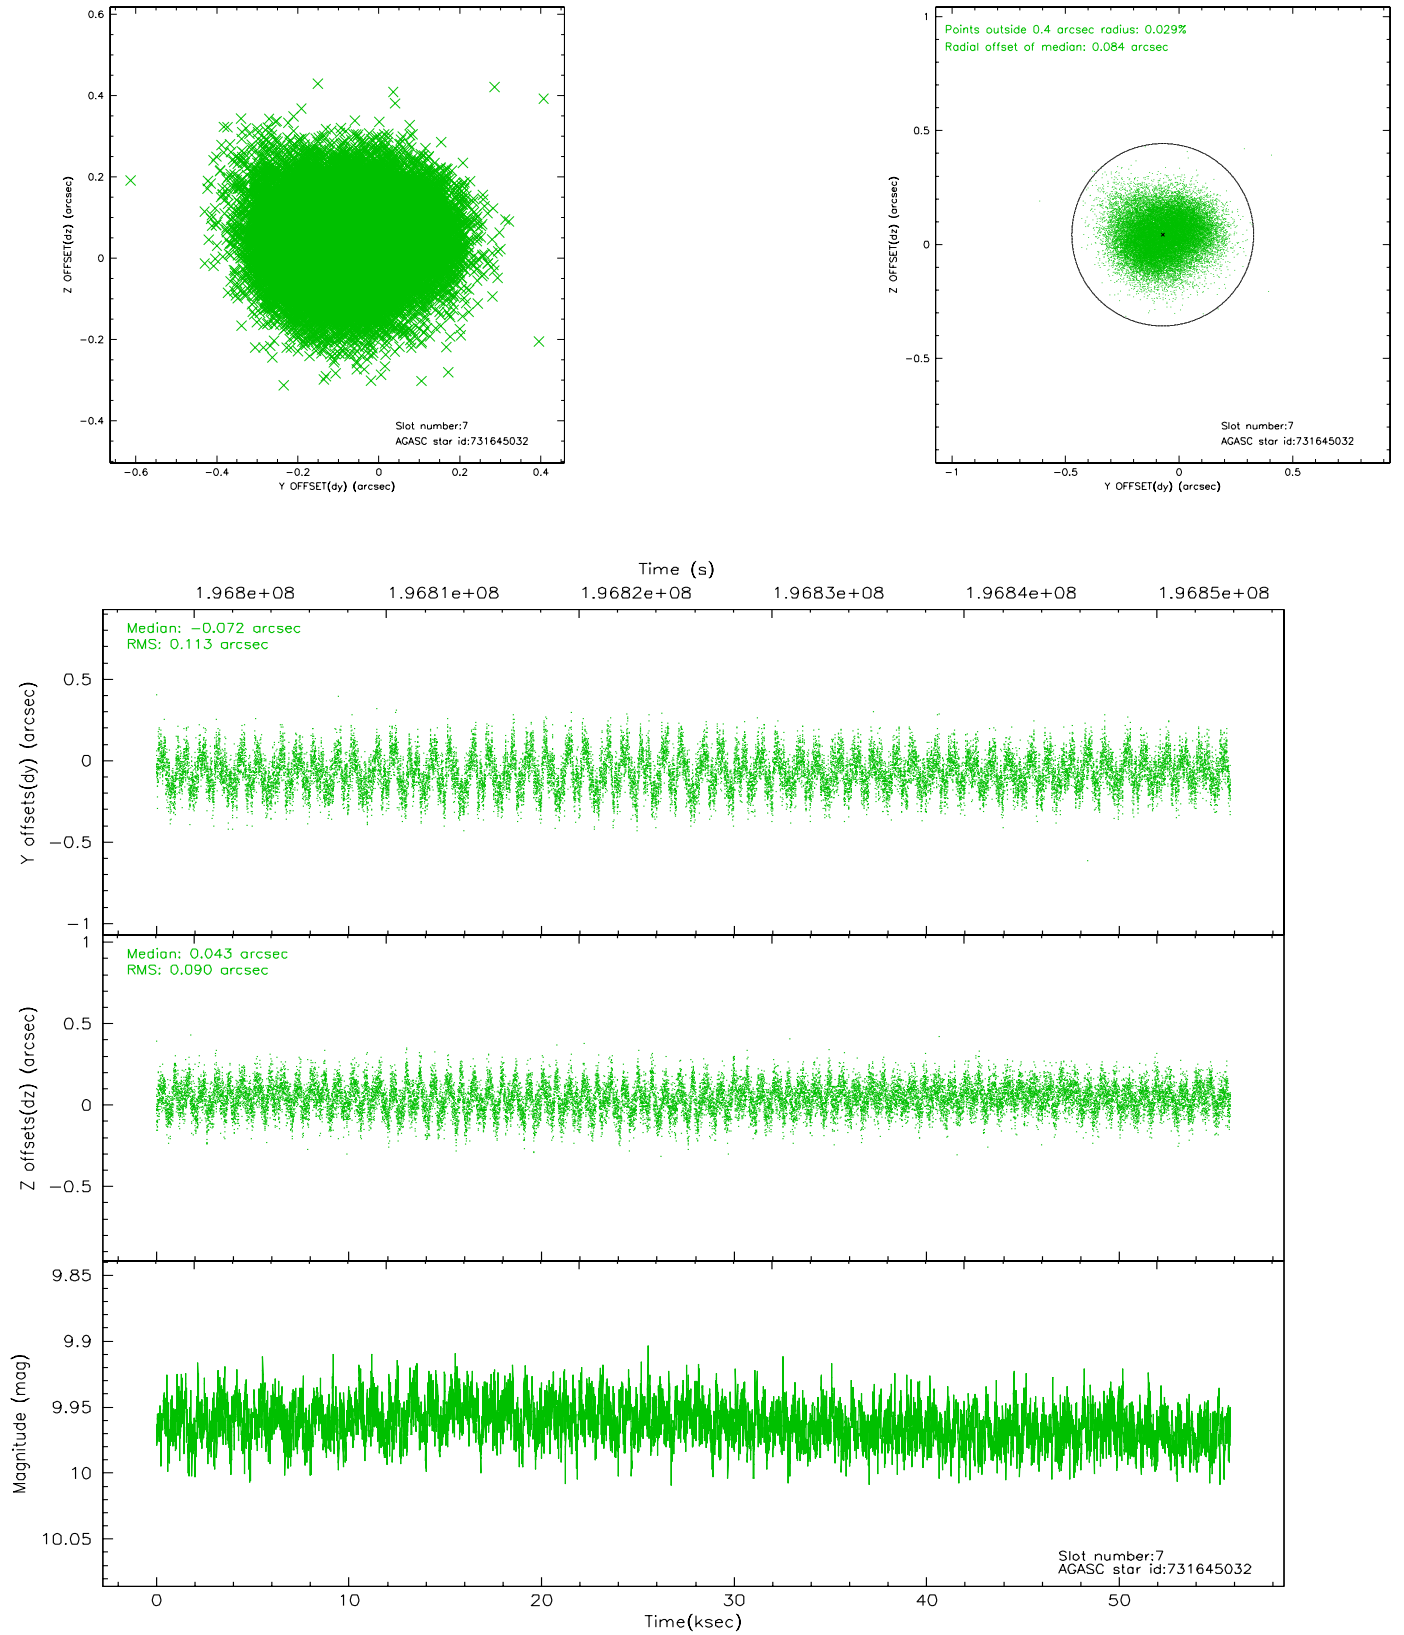 0.6
0.4
0.2
0
−0.2
−0.4
Z OFFSET(dz) (arcsec)
Slot number:7
AGASC star id:731645032
−0.6 −0.4 −0.2 0 0.2 0.4
Y OFFSET(dy) (arcsec)
Points outside 0.4 arcsec radius: 0.029%
Radial offset of median: 0.084 arcsec
1
0.5
0
−0.5
Z OFFSET(dz) (arcsec)
Slot number:7
AGASC star id:731645032
−1 −0.5 0 0.5
Y OFFSET(dy) (arcsec)
Time (s)
1.968e+08 1.9681e+08 1.9682e+08 1.9683e+08 1.9684e+08 1.9685e+08
Median: −0.072 arcsec
RMS: 0.113 arcsec
0.5
0
−0.5
−1
Y offsets(dy) (arcsec)
Median: 0.043 arcsec
RMS: 0.090 arcsec
1
0.5
0
−0.5
Z offsets(dz) (arcsec)
9.85
9.9
9.95
10
10.05
Magnitude (mag)
Slot number:7
AGASC star id:731645032
0 10 20 30 40 50
Time(ksec)